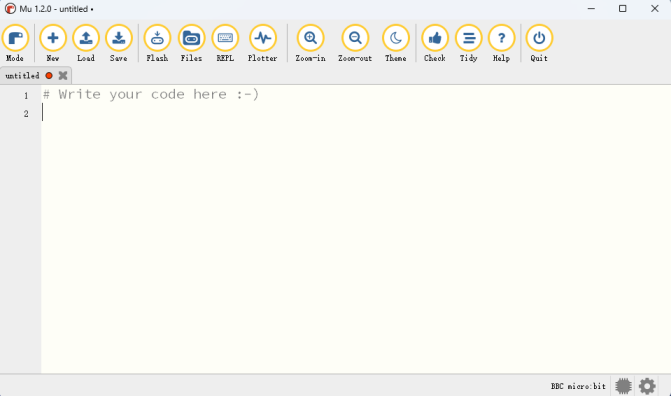 Mu 1.2.0 - untitled •
Mode New Load Save Flash Files REPL Plotter Zoom-in Zoom-out Theme Check Tidy Help Quit
untitled
1 # Write your code here :-)
2
BBC micro:bit